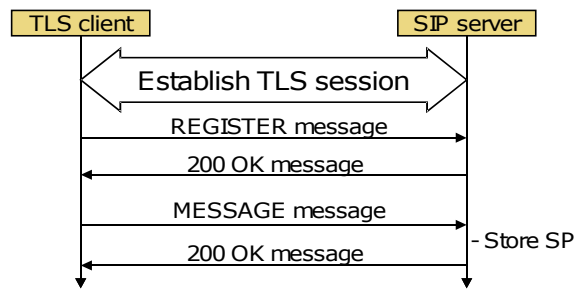 TLS client
SIP server
Establish TLS session
REGISTER message
200 OK message
MESSAGE message
- Store SP
200 OK message